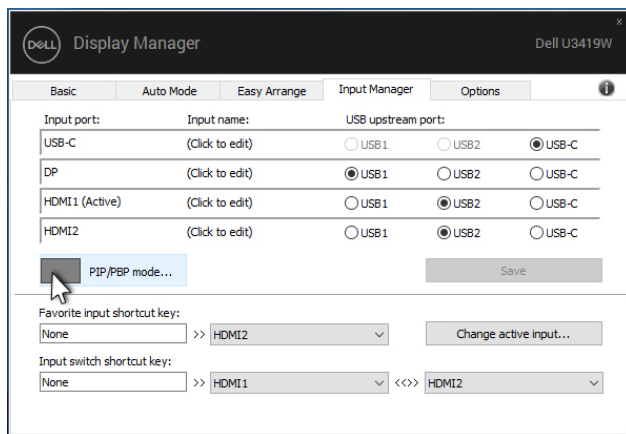 DELL Display Manager Dell U3419W
x
Basic Auto Mode Easy Arrange Input Manager Options i
Input port: Input name: USB upstream port:
USB-C (Click to edit) USB1 USB2 USB-C
DP (Click to edit) USB1 USB2 USB-C
HDMI1 (Active) (Click to edit) USB1 USB2 USB-C
HDMI2 (Click to edit) USB1 USB2 USB-C
PIP/PBP mode... Save
Favorite input shortcut key:
None >> HDMI2 Change active input...
Input switch shortcut key:
None >> HDMI1 <<>> HDMI2